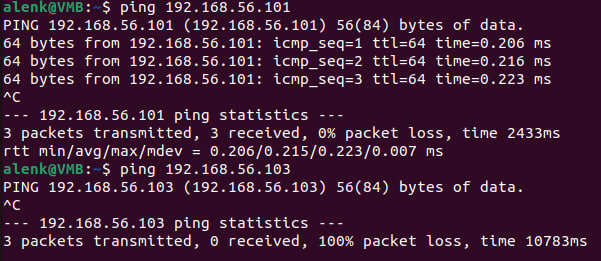 alenk@VMB:~$ ping 192.168.56.101
PING 192.168.56.101 (192.168.56.101) 56(84) bytes of data.
64 bytes from 192.168.56.101: icmp_seq=1 ttl=64 time=0.206 ms
64 bytes from 192.168.56.101: icmp_seq=2 ttl=64 time=0.216 ms
64 bytes from 192.168.56.101: icmp_seq=3 ttl=64 time=0.223 ms
^C
--- 192.168.56.101 ping statistics ---
3 packets transmitted, 3 received, 0% packet loss, time 2433ms
rtt min/avg/max/mdev = 0.206/0.215/0.223/0.007 ms
alenk@VMB:~$ ping 192.168.56.103
PING 192.168.56.103 (192.168.56.103) 56(84) bytes of data.
^C
--- 192.168.56.103 ping statistics ---
3 packets transmitted, 0 received, 100% packet loss, time 10783ms